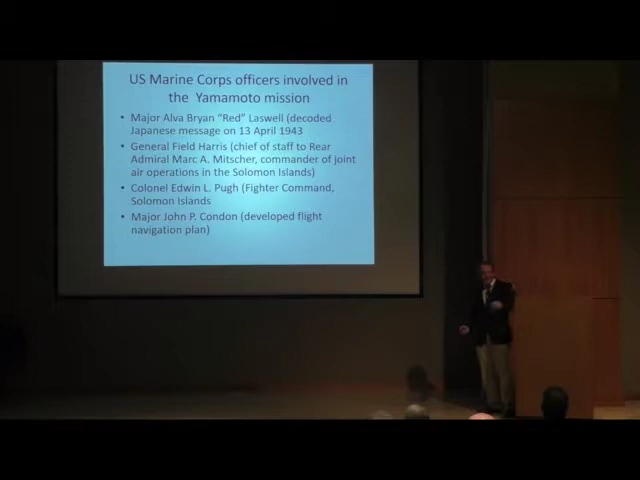 US Marine Corps officers involved in
the Yamamoto mission
• Major Alva Bryan “Red” Laswell (decoded
Japanese message on 13 April 1943
• General Field Harris (chief of staff to Rear
Admiral Marc A. Mitscher, commander of joint
air operations in the Solomon Islands)
• Colonel Edwin L. Pugh (Fighter Command,
Solomon Islands
• Major John P. Condon (developed flight
navigation plan)